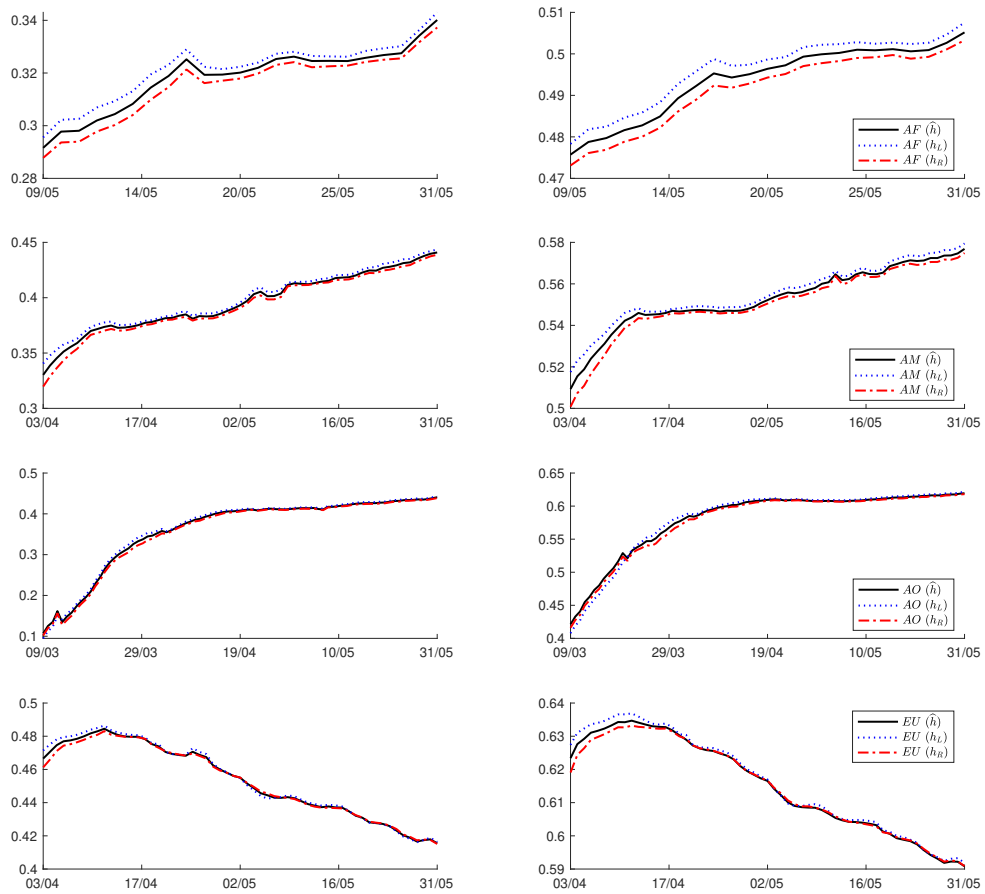 0.34
0.32
0.3
0.28
09/05 14/05 20/05 25/05 31/05
0.51
0.5
0.49
0.48
0.47
09/05 14/05 20/05 25/05 31/05
AF (ĥ)
AF (h_L)
AF (h_R)
0.45
0.4
0.35
0.3
03/04 17/04 02/05 16/05 31/05
0.58
0.56
0.54
0.52
0.5
03/04 17/04 02/05 16/05 31/05
AM (ĥ)
AM (h_L)
AM (h_R)
0.5
0.4
0.3
0.2
0.1
09/03 29/03 19/04 10/05 31/05
0.65
0.6
0.55
0.5
0.45
0.4
09/03 29/03 19/04 10/05 31/05
AO (ĥ)
AO (h_L)
AO (h_R)
0.5
0.48
0.46
0.44
0.42
0.4
03/04 17/04 02/05 16/05 31/05
0.64
0.63
0.62
0.61
0.6
0.59
03/04 17/04 02/05 16/05 31/05
EU (ĥ)
EU (h_L)
EU (h_R)